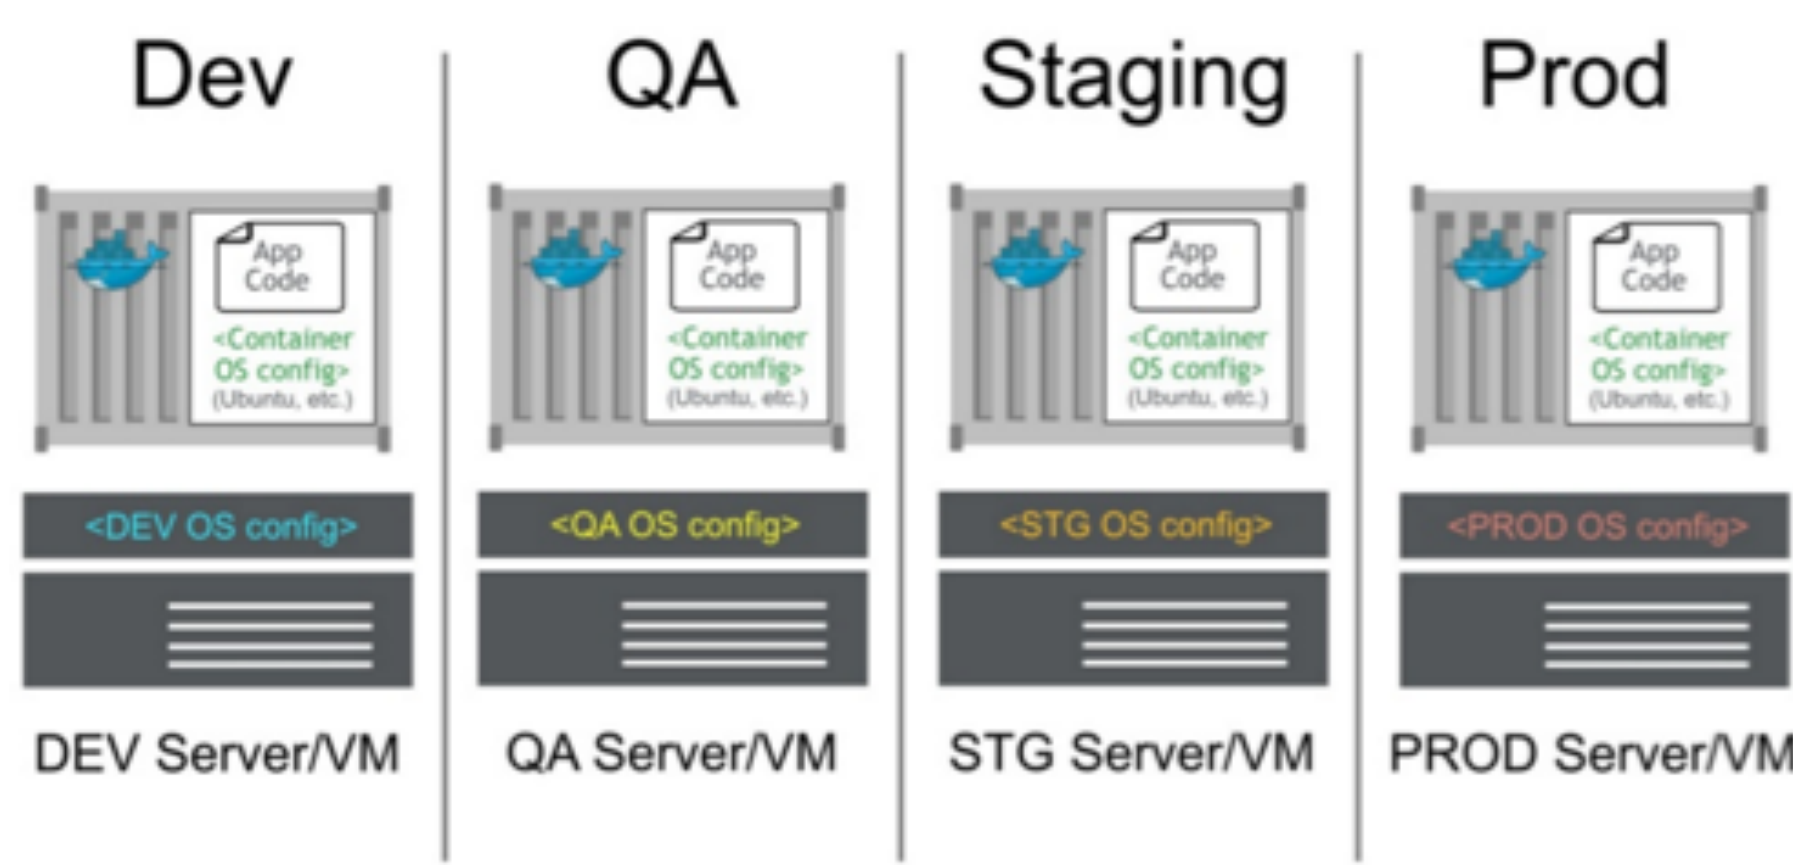 Dev
QA
Staging
Prod
App
Code
<Container
OS config>
(Ubuntu, etc.)
App
Code
<Container
OS config>
(Ubuntu, etc.)
App
Code
<Container
OS config>
(Ubuntu, etc.)
App
Code
<Container
OS config>
(Ubuntu, etc.)
<DEV OS config>
<QA OS config>
<STG OS config>
<PROD OS config>
DEV Server/VM
QA Server/VM
STG Server/VM
PROD Server/VM